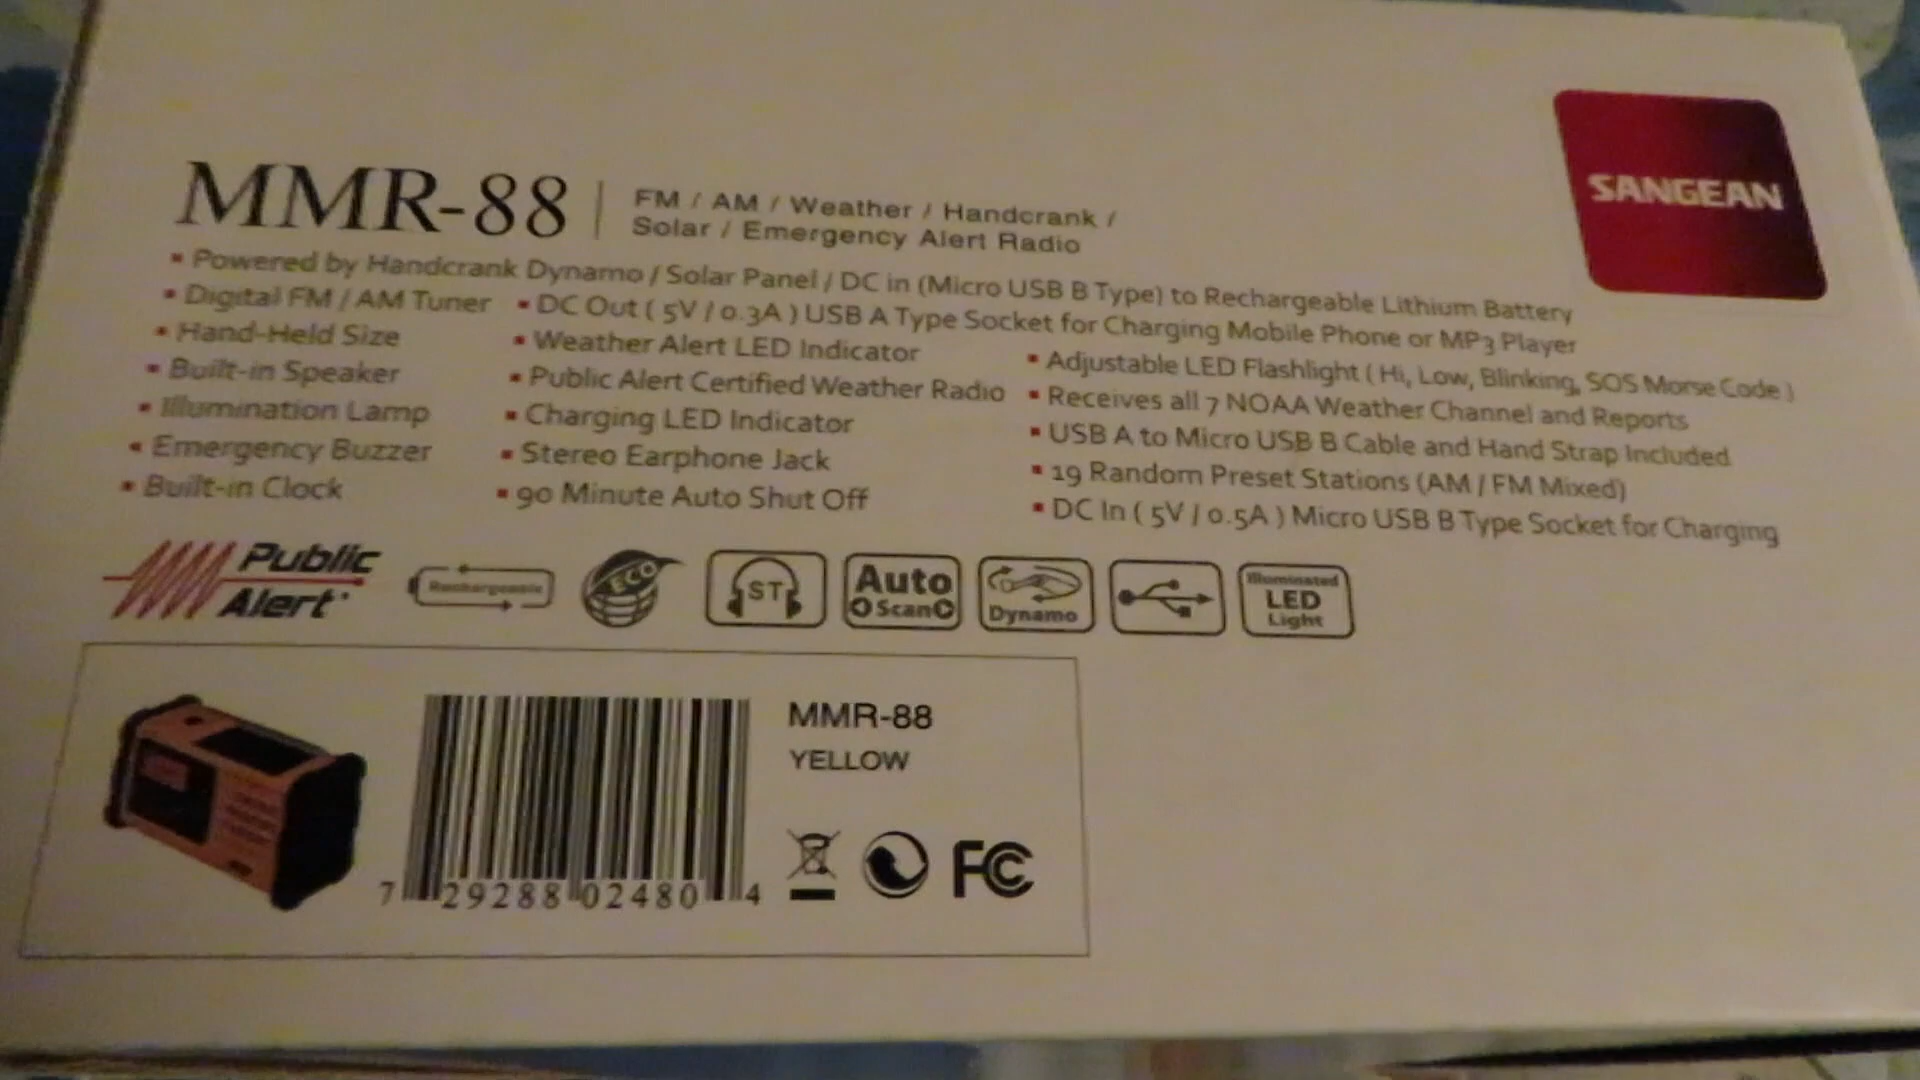 SANGEAN
MMR-88
FM / AM / Weather / Handcrank /
Solar / Emergency Alert Radio
▪ Powered by Handcrank Dynamo / Solar Panel / DC in (Micro USB B Type) to Rechargeable Lithium Battery
▪ Digital FM / AM Tuner ▪ DC Out ( 5V / 0.3A ) USB A Type Socket for Charging Mobile Phone or MP3 Player
▪ Hand-Held Size ▪ Weather Alert LED Indicator ▪ Adjustable LED Flashlight ( Hi, Low, Blinking, SOS Morse Code )
▪ Built-in Speaker ▪ Public Alert Certified Weather Radio ▪ Receives all 7 NOAA Weather Channel and Reports
▪ Illumination Lamp ▪ Charging LED Indicator ▪ USB A to Micro USB B Cable and Hand Strap Included
▪ Emergency Buzzer ▪ Stereo Earphone Jack ▪ 19 Random Preset Stations (AM / FM Mixed)
▪ Built-in Clock ▪ 90 Minute Auto Shut Off ▪ DC In ( 5V / 0.5A ) Micro USB B Type Socket for Charging
Public
Alert
Rechargeable
ECO
ST
Auto
Scan
Dynamo
Illuminated
LED
Light
MMR-88
YELLOW
FC
7 29288 02480 4